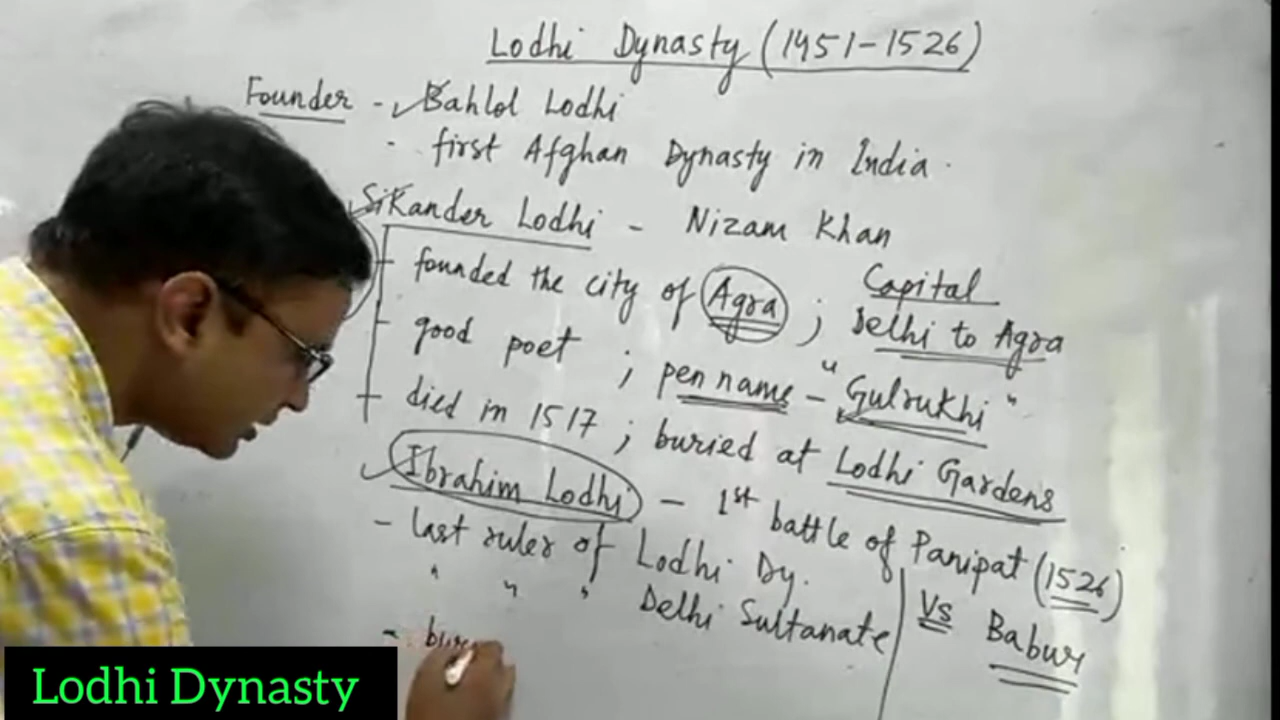 Lodhi Dynasty (1451-1526)
Founder - Bahlol Lodhi
· first Afghan Dynasty in India.
Sikander Lodhi - Nizam Khan
- founded the city of Agra ; Capital Delhi to Agra
- good poet ; pen name - "Gulrukhi"
- died in 1517 ; buried at Lodhi Gardens
Ibrahim Lodhi - 1st battle of Panipat (1526)
- last ruler of Lodhi Dy.
" " " Delhi Sultanate
Vs Babur
-
Lodhi Dynasty